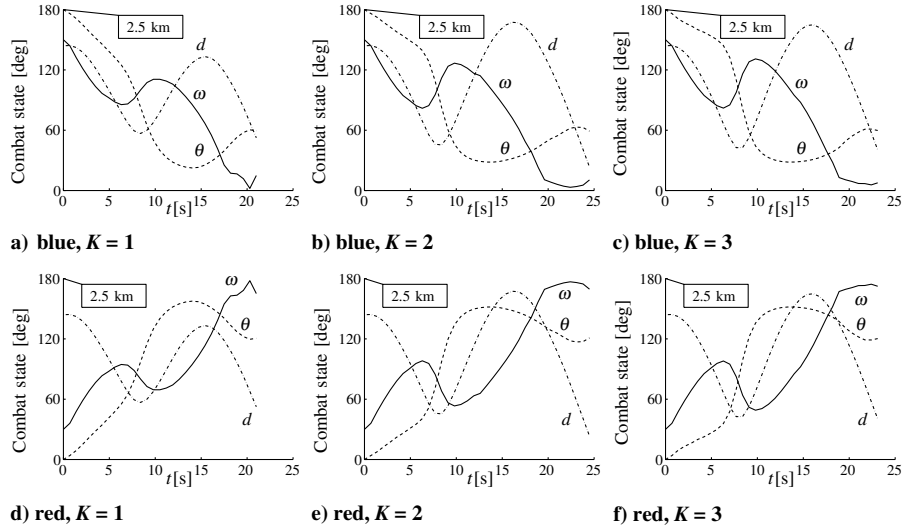 Combat state [deg]
180
120
60
0
2.5 km
d
ω
θ
0 5 10 15 20 25
t[s]
a) blue, K = 1
Combat state [deg]
180
120
60
0
2.5 km
d
ω
θ
0 5 10 15 20 25
t[s]
b) blue, K = 2
Combat state [deg]
180
120
60
0
2.5 km
d
ω
θ
0 5 10 15 20 25
t[s]
c) blue, K = 3
Combat state [deg]
180
120
60
0
2.5 km
ω
θ
d
0 5 10 15 20 25
t[s]
d) red, K = 1
Combat state [deg]
180
120
60
0
2.5 km
ω
θ
d
0 5 10 15 20 25
t[s]
e) red, K = 2
Combat state [deg]
180
120
60
0
2.5 km
ω
θ
d
0 5 10 15 20 25
t[s]
f) red, K = 3